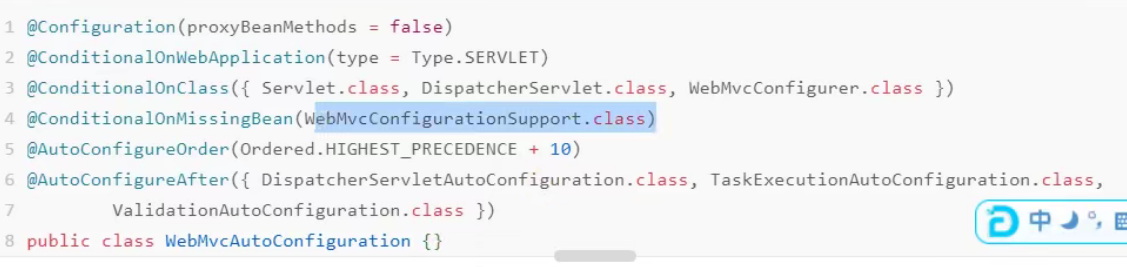 1 @Configuration(proxyBeanMethods = false)
2 @ConditionalOnWebApplication(type = Type.SERVLET)
3 @ConditionalOnClass({ Servlet.class, DispatcherServlet.class, WebMvcConfigurer.class })
4 @ConditionalOnMissingBean(WebMvcConfigurationSupport.class)
5 @AutoConfigureOrder(Ordered.HIGHEST_PRECEDENCE + 10)
6 @AutoConfigureAfter({ DispatcherServletAutoConfiguration.class, TaskExecutionAutoConfiguration.class,
7 ValidationAutoConfiguration.class })
中
8 public class WebMvcAutoConfiguration {}